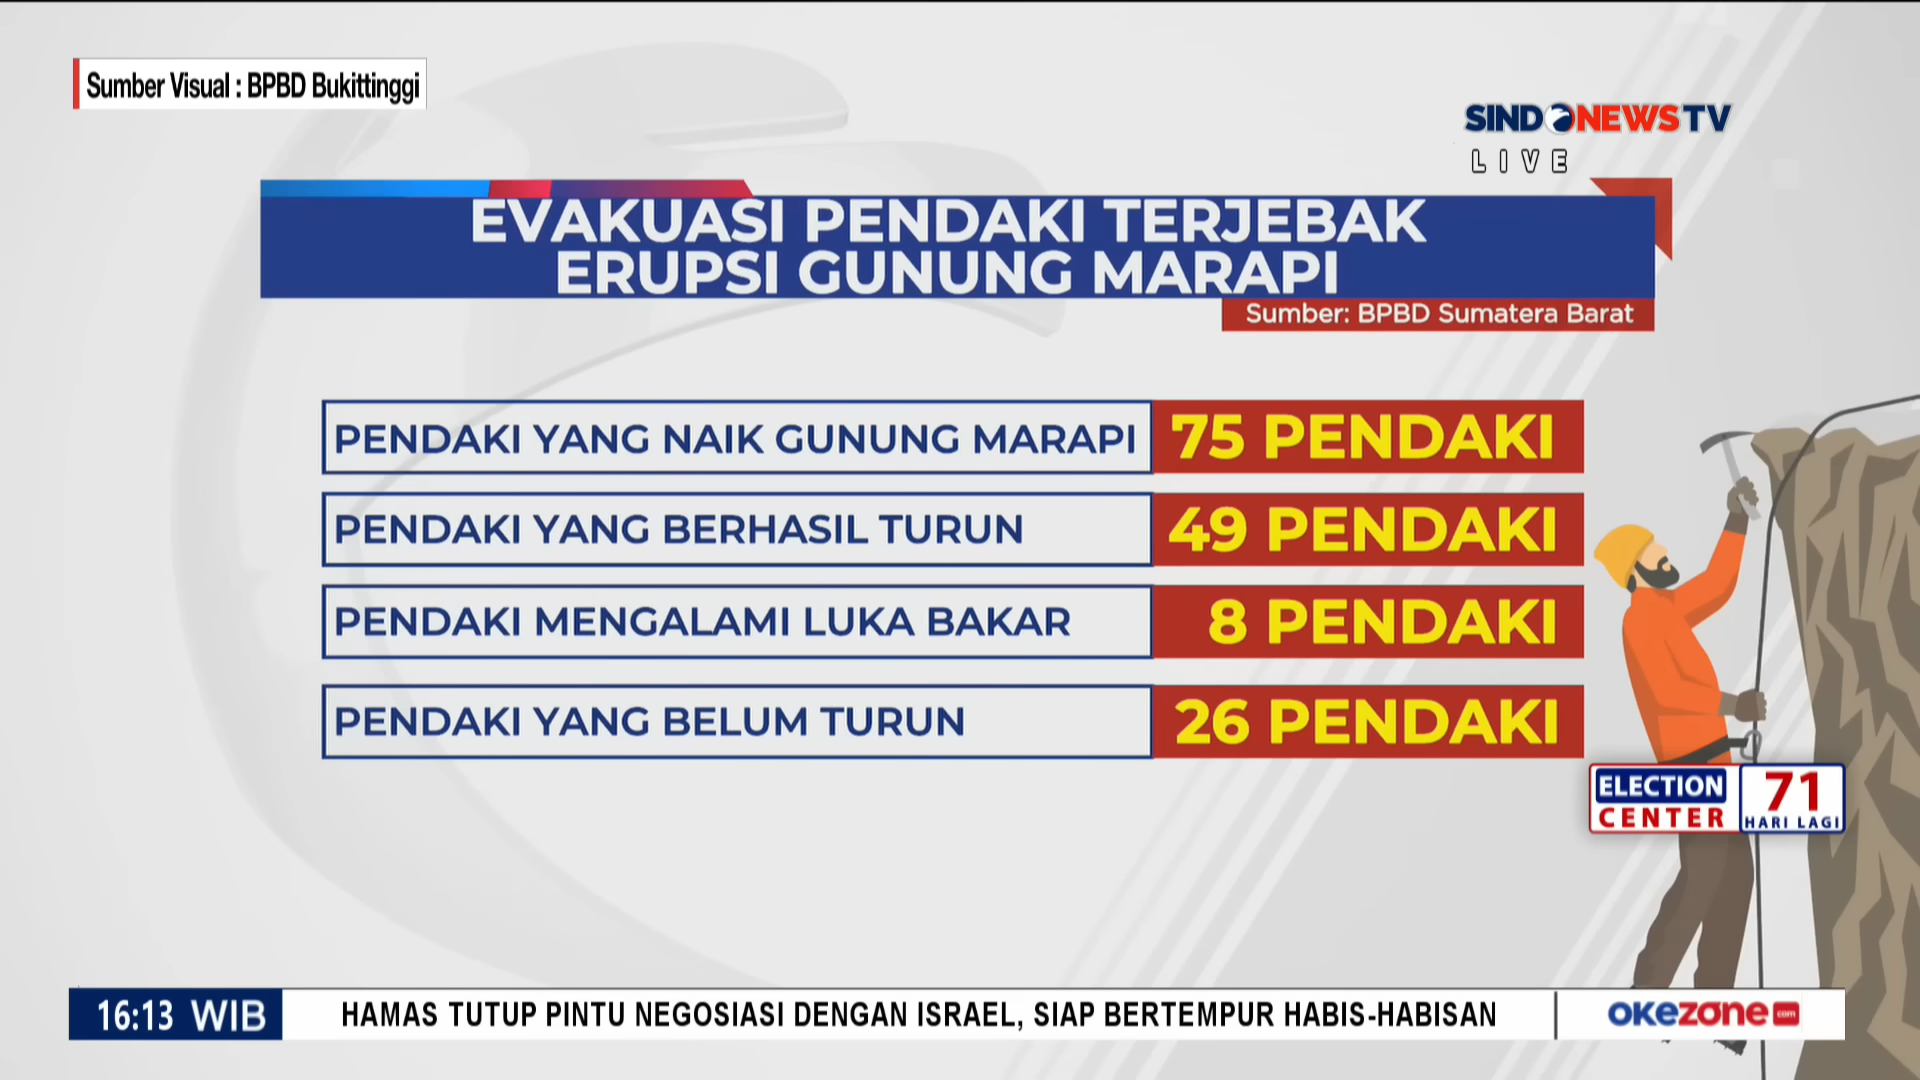 Sumber Visual : BPBD Bukittinggi
SINDONEWS TV
LIVE
EVAKUASI PENDAKI TERJEBAK
ERUPSI GUNUNG MARAPI
Sumber: BPBD Sumatera Barat
PENDAKI YANG NAIK GUNUNG MARAPI 75 PENDAKI
PENDAKI YANG BERHASIL TURUN 49 PENDAKI
PENDAKI MENGALAMI LUKA BAKAR 8 PENDAKI
PENDAKI YANG BELUM TURUN 26 PENDAKI
ELECTION CENTER
71
HARI LAGI
16:13 WIB
HAMAS TUTUP PINTU NEGOSIASI DENGAN ISRAEL, SIAP BERTEMPUR HABIS-HABISAN
okezone.com